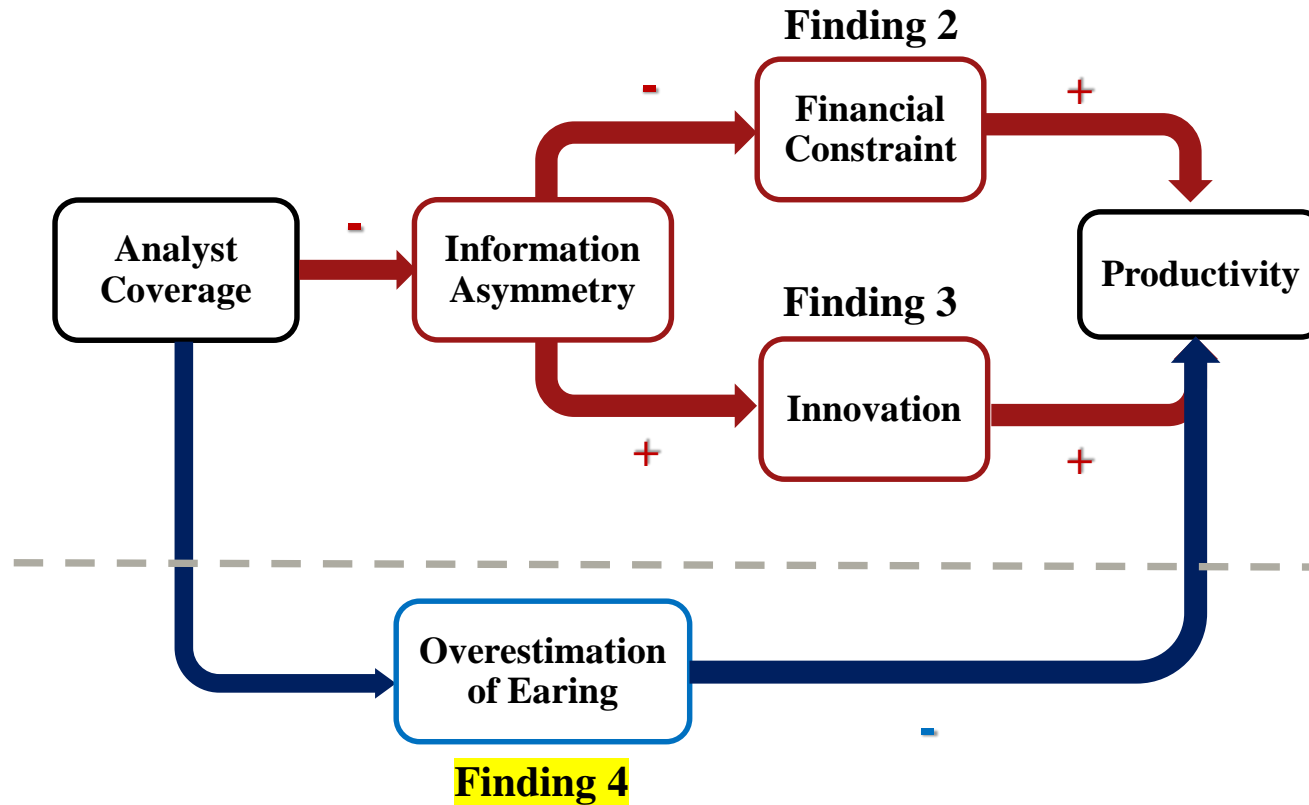 Finding 2
-
+
Financial
Constraint
-
Analyst
Coverage
Information
Asymmetry
Productivity
Finding 3
Innovation
+
+
Overestimation
of Earing
-
Finding 4